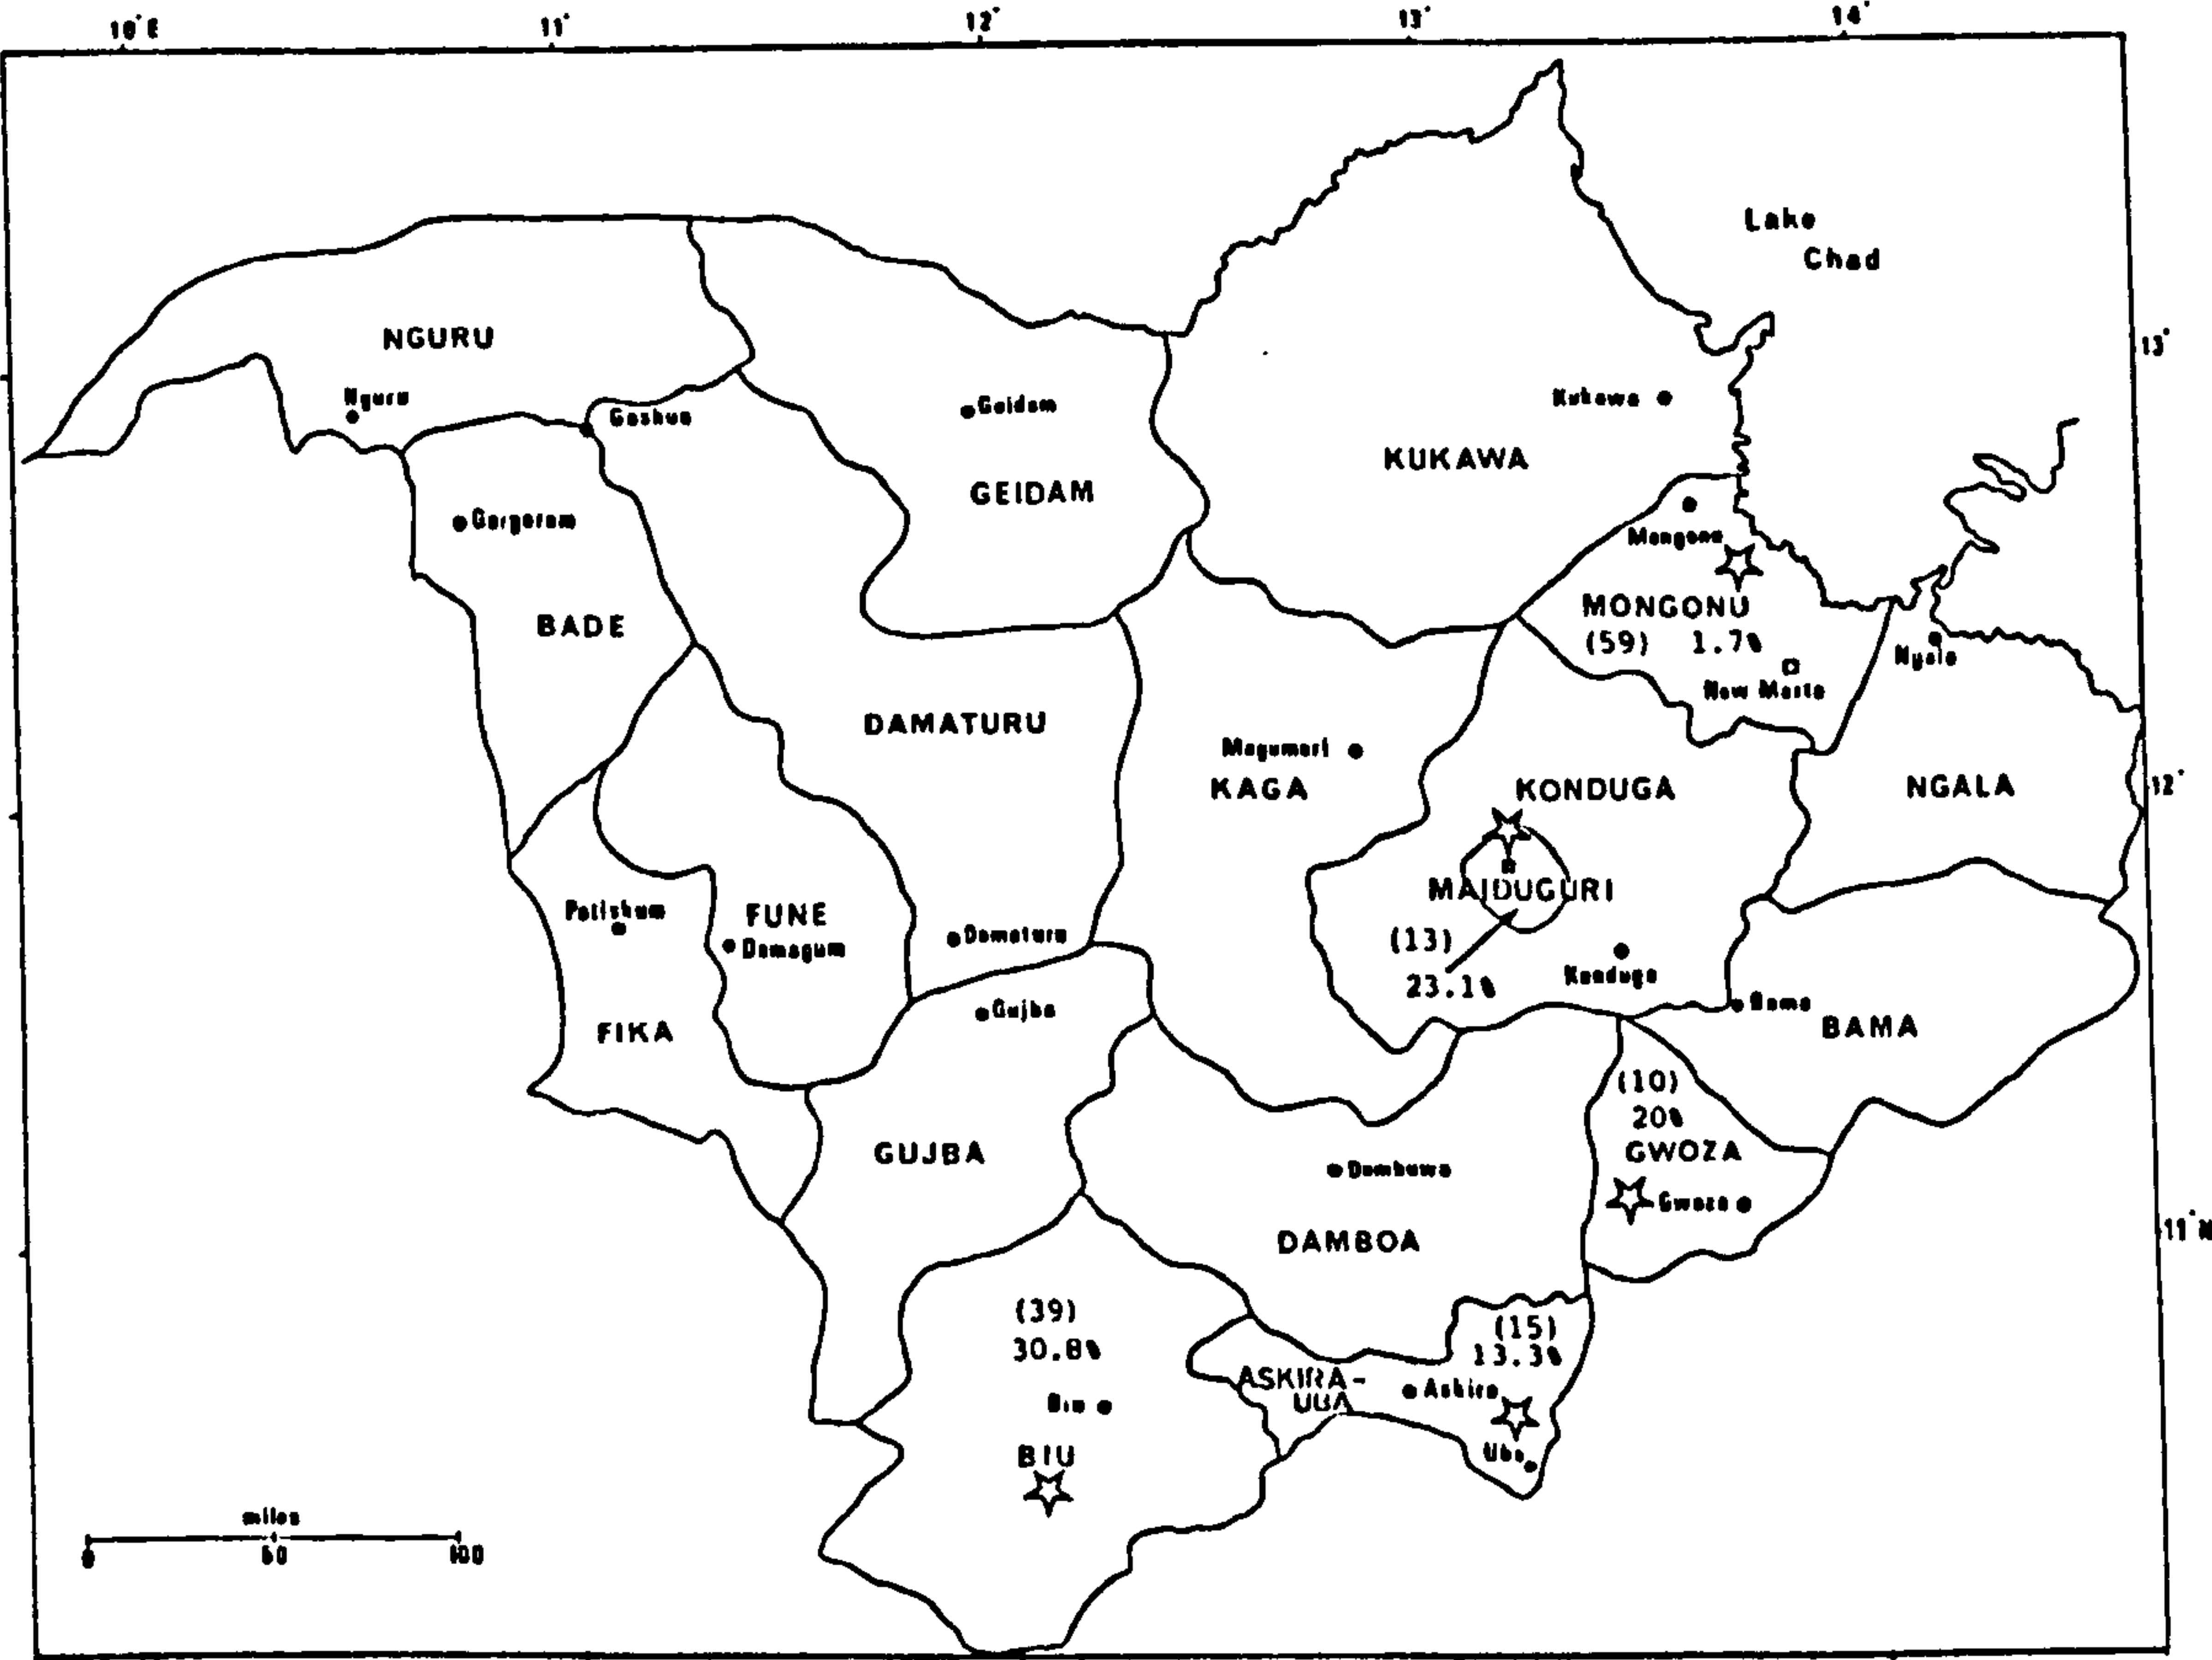 10°E
11°
12°
13°
14°
Lake
Chad
13°
NGURU
Nguru
Gashua
Geidam
GEIDAM
Kukawa
KUKAWA
Gorgoram
BADE
Mongonu
MONGONU
(59) 1.7%
New Marte
Ngala
DAMATURU
Magumeri
KAGA
KONDUGA
NGALA
12°
MAIDUGURI
(13)
23.1%
Konduga
Potiskum
FUNE
Damagum
Damaturu
Gujba
Bama
BAMA
FIKA
(10)
20%
GWOZA
Gwoza
GUJBA
Damboa
DAMBOA
11°N
(39)
30.8%
(15)
13.3%
ASKIRA-
UBA
Askira
Uba
Biu
BIU
miles
0
50
100